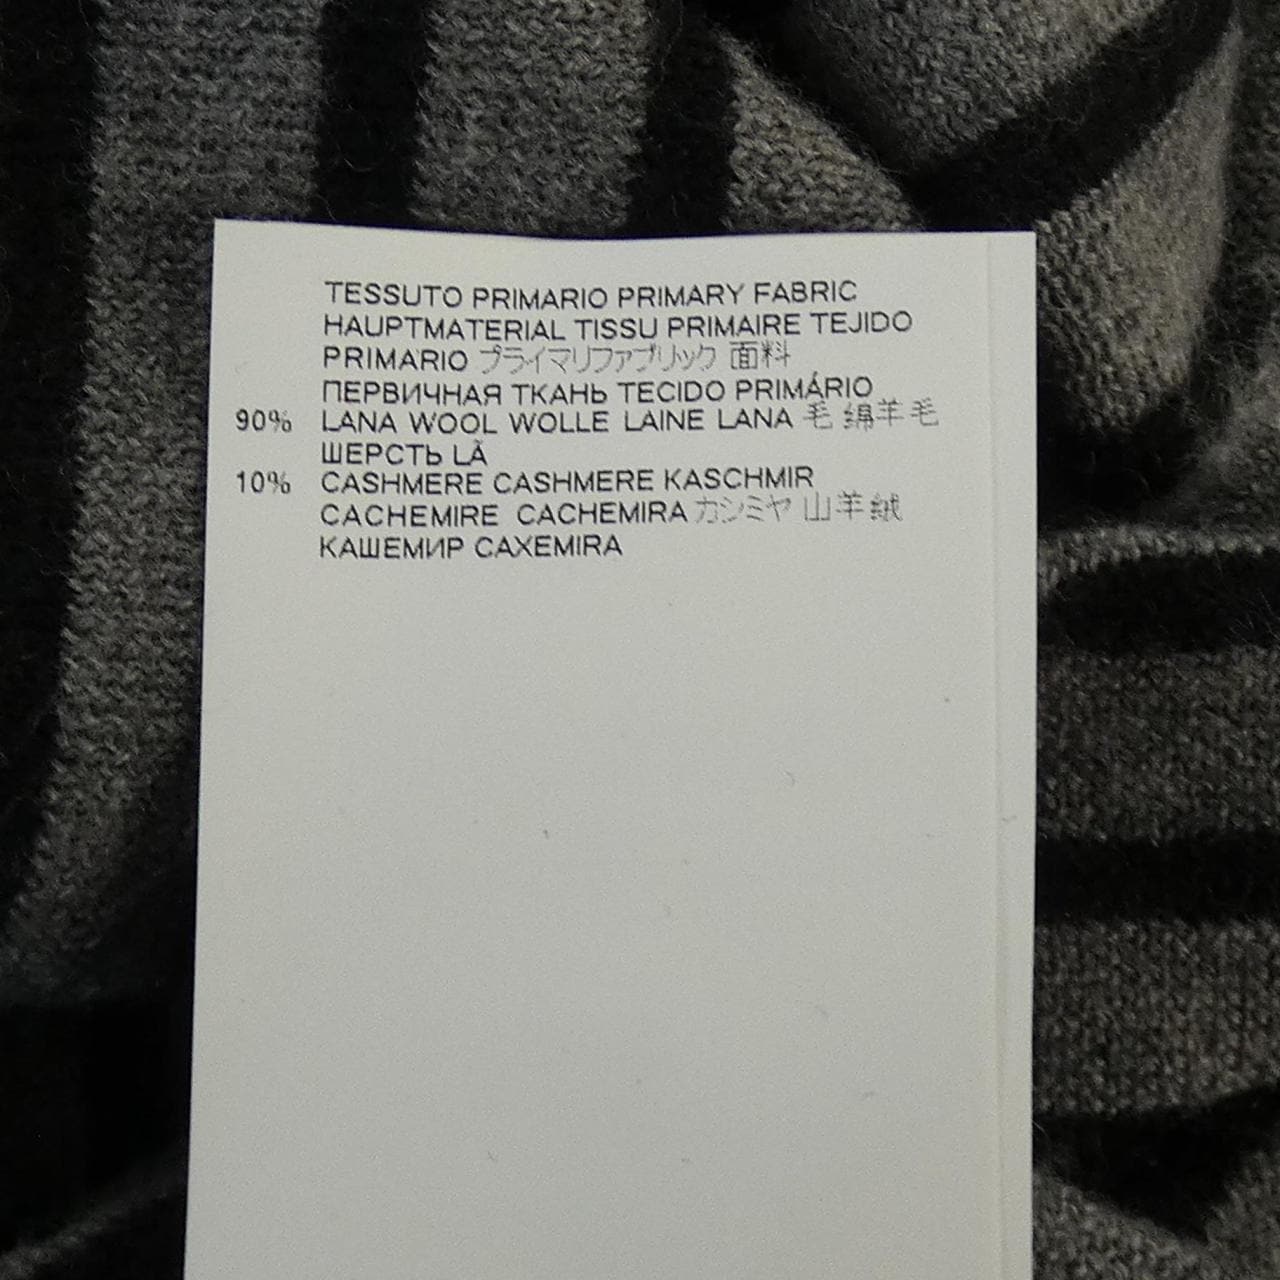 TESSUTO PRIMARIO PRIMARY FABRIC
HAUPTMATERIAL TISSU PRIMAIRE TEJIDO
PRIMARIO プライマリファブリック 面料
ПЕРВИЧНАЯ ТКАНЬ TECIDO PRIMÁRIO
90% LANA WOOL WOLLE LAINE LANA 毛 绵羊毛
ШЕРСТЬ LÃ
10% CASHMERE CASHMERE KASCHMIR
CACHEMIRE CACHEMIRA カシミヤ 山羊绒
КАШЕМИР CAXEMIRA